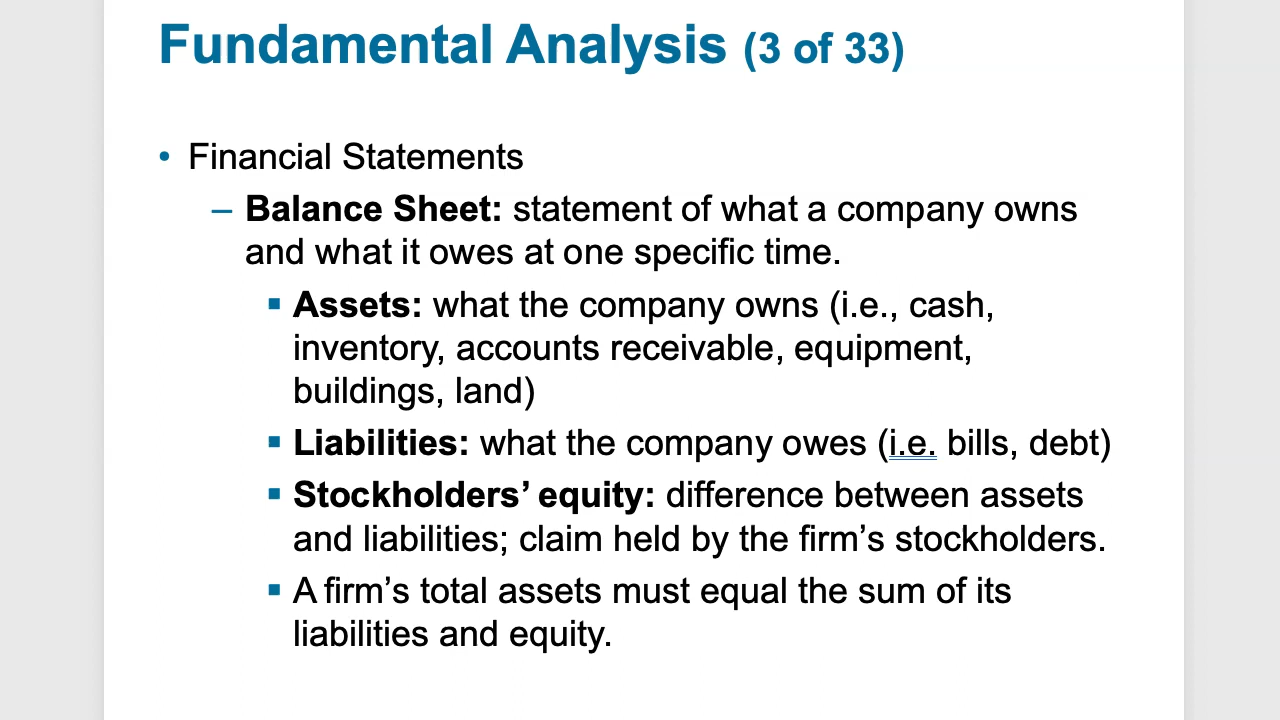 Fundamental Analysis (3 of 33)
• Financial Statements
– Balance Sheet: statement of what a company owns
and what it owes at one specific time.
▪ Assets: what the company owns (i.e., cash,
inventory, accounts receivable, equipment,
buildings, land)
▪ Liabilities: what the company owes (i.e. bills, debt)
▪ Stockholders’ equity: difference between assets
and liabilities; claim held by the firm’s stockholders.
▪ A firm’s total assets must equal the sum of its
liabilities and equity.